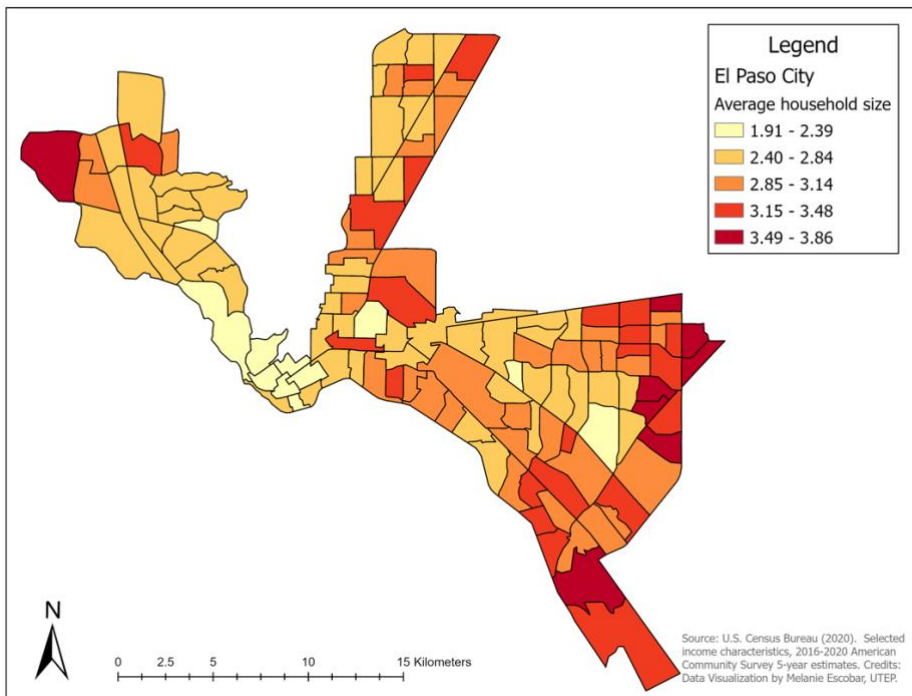 Legend
El Paso City
Average household size
1.91 - 2.39
2.40 - 2.84
2.85 - 3.14
3.15 - 3.48
3.49 - 3.86
N
0 2.5 5 10 15 Kilometers
Source: U.S. Census Bureau (2020). Selected
income characteristics, 2016-2020 American
Community Survey 5-year estimates. Credits:
Data Visualization by Melanie Escobar, UTEP.